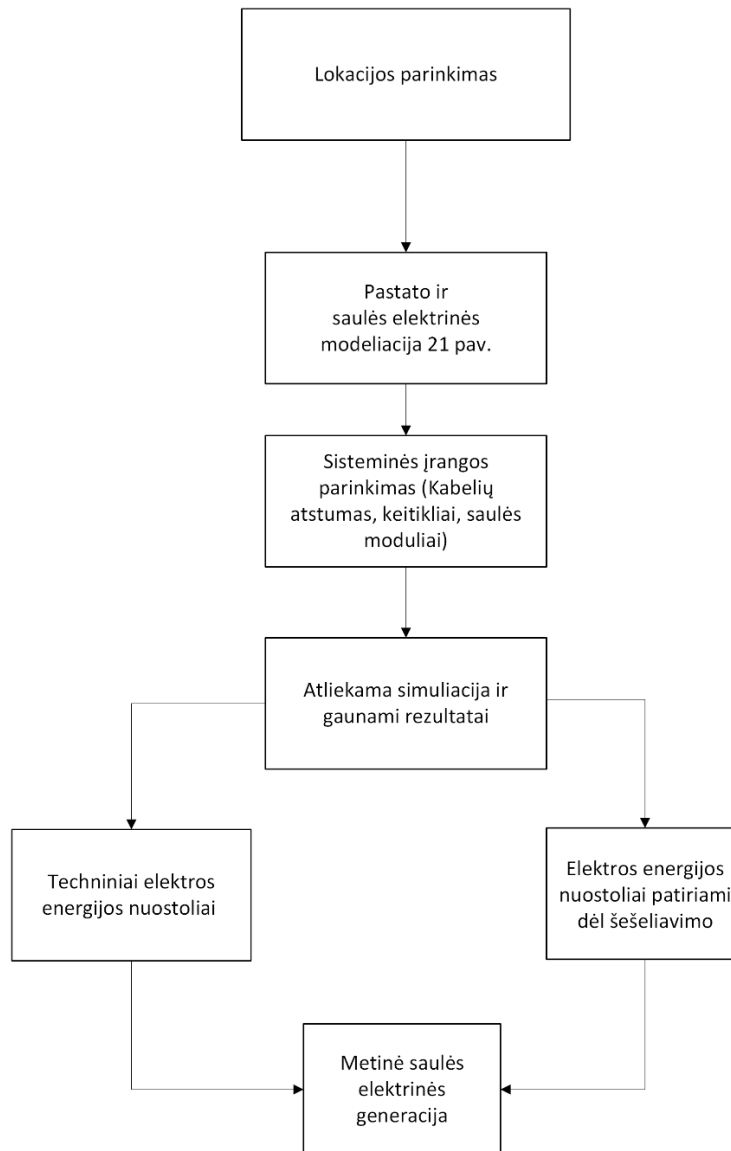 Lokacijos parinkimas
Pastato ir
saulės elektrinės
modeliacija 21 pav.
Sisteminės įrangos
parinkimas (Kabelių
atstumas, keitikliai, saulės
moduliai)
Atliekama simuliacija ir
gaunami rezultatai
Techniniai elektros
energijos nuostoliai
Elektros energijos
nuostoliai patiriami
dėl šešeliavimo
Metinė saulės
elektrinės
generacija